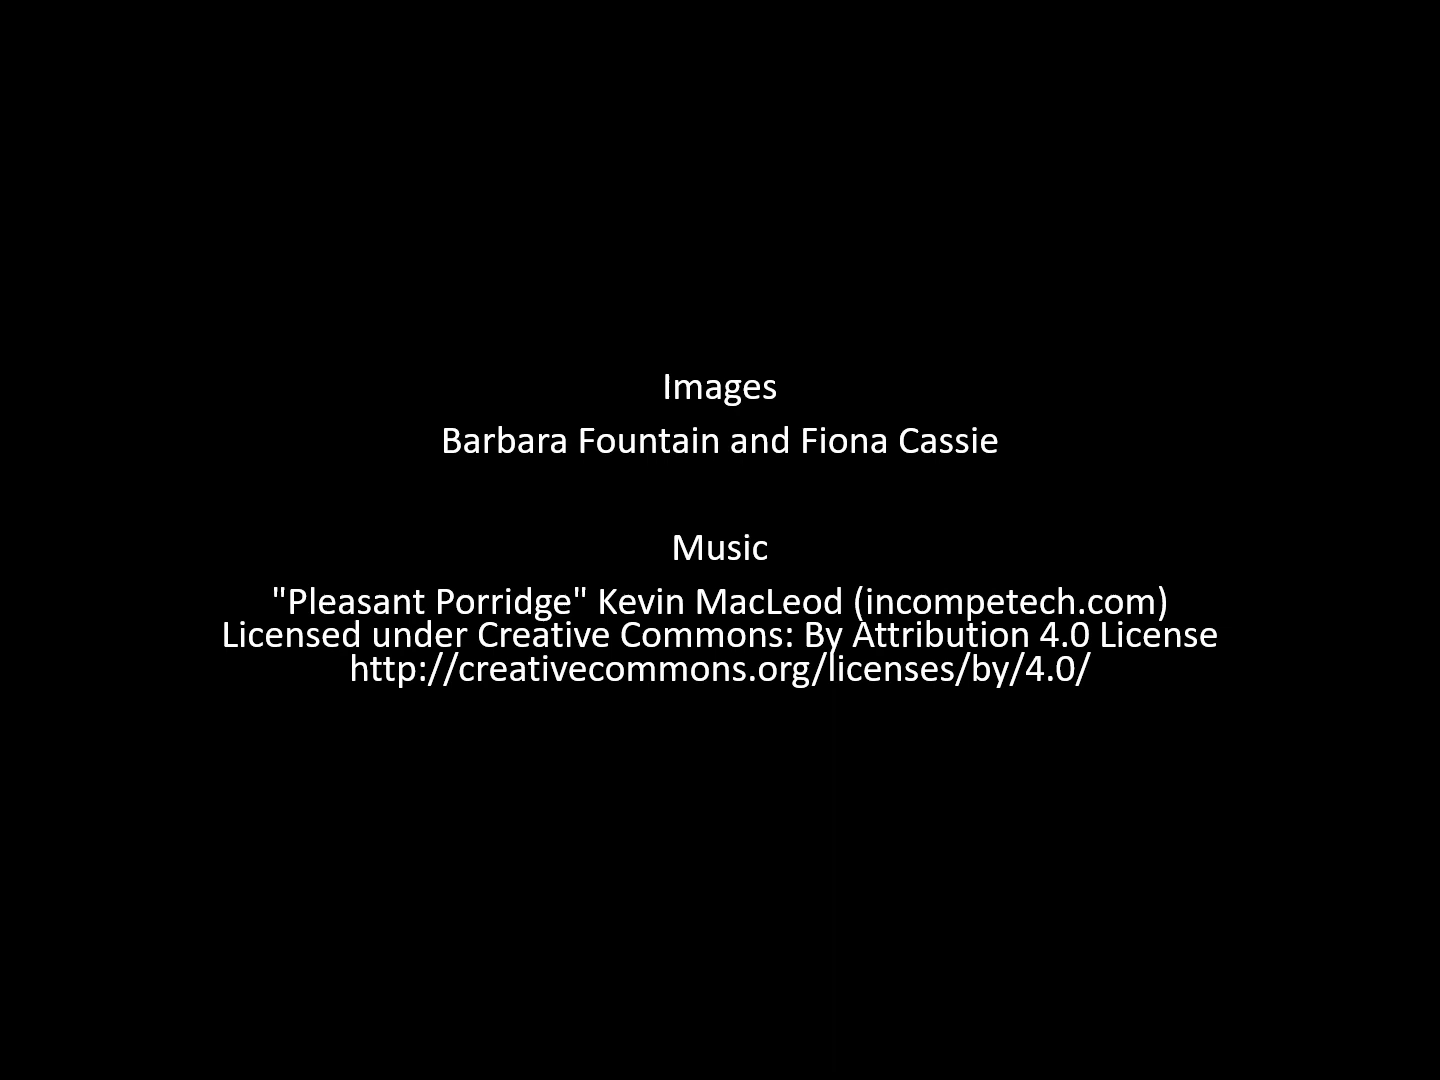 Images
Barbara Fountain and Fiona Cassie
Music
"Pleasant Porridge" Kevin MacLeod (incompetech.com)
Licensed under Creative Commons: By Attribution 4.0 License
http://creativecommons.org/licenses/by/4.0/